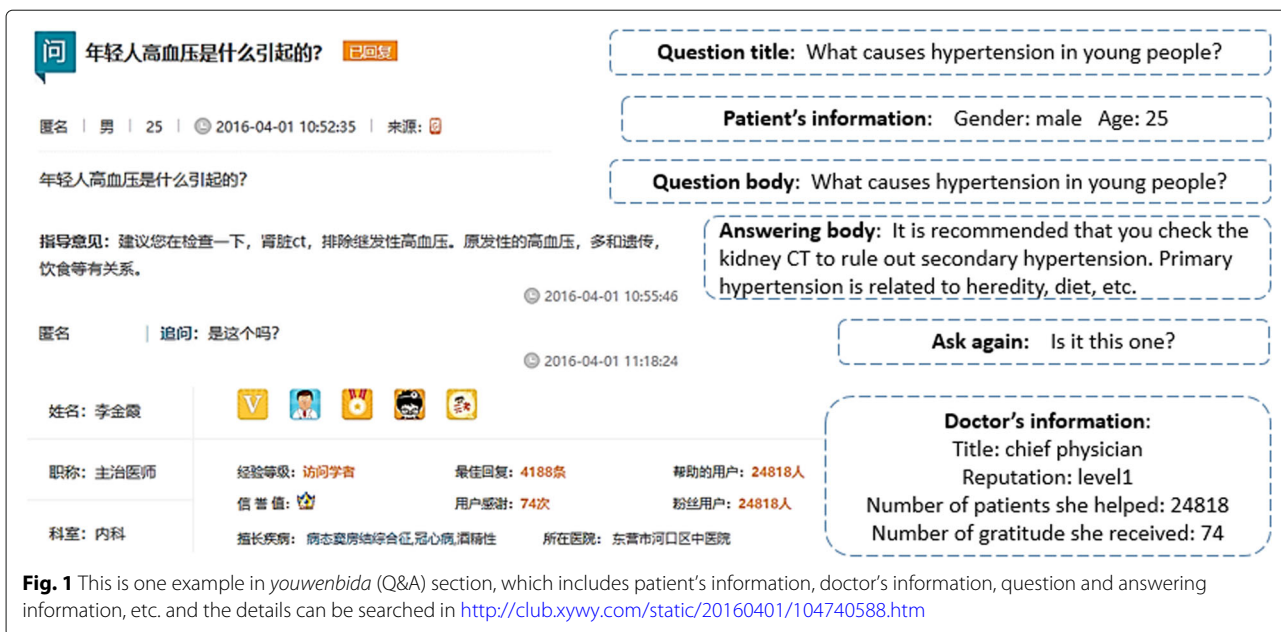 问 年轻人高血压是什么引起的? 已回复
Question title: What causes hypertension in young people?
匿名 | 男 | 25 | 2016-04-01 10:52:35 | 来源:
Patient's information: Gender: male Age: 25
年轻人高血压是什么引起的?
Question body: What causes hypertension in young people?
指导意见：建议您在检查一下，肾脏ct，排除继发性高血压。原发性的高血压，多和遗传，
饮食等有关系。
2016-04-01 10:55:46
Answering body: It is recommended that you check the
kidney CT to rule out secondary hypertension. Primary
hypertension is related to heredity, diet, etc.
匿名 | 追问：是这个吗?
2016-04-01 11:18:24
Ask again: Is it this one?
姓名：李金霞
V
职称：主治医师
经验等级：访问学者 最佳回复：4188条 帮助的用户：24818人
信誉值： 用户感谢：74次 粉丝用户：24818人
科室：内科
擅长疾病：病态窦房结综合征,冠心病,酒精性 所在医院：东营市河口区中医院
Doctor's information:
Title: chief physician
Reputation: level1
Number of patients she helped: 24818
Number of gratitude she received: 74
Fig. 1 This is one example in youwenbida (Q&A) section, which includes patient's information, doctor's information, question and answering
information, etc. and the details can be searched in http://club.xywy.com/static/20160401/104740588.htm